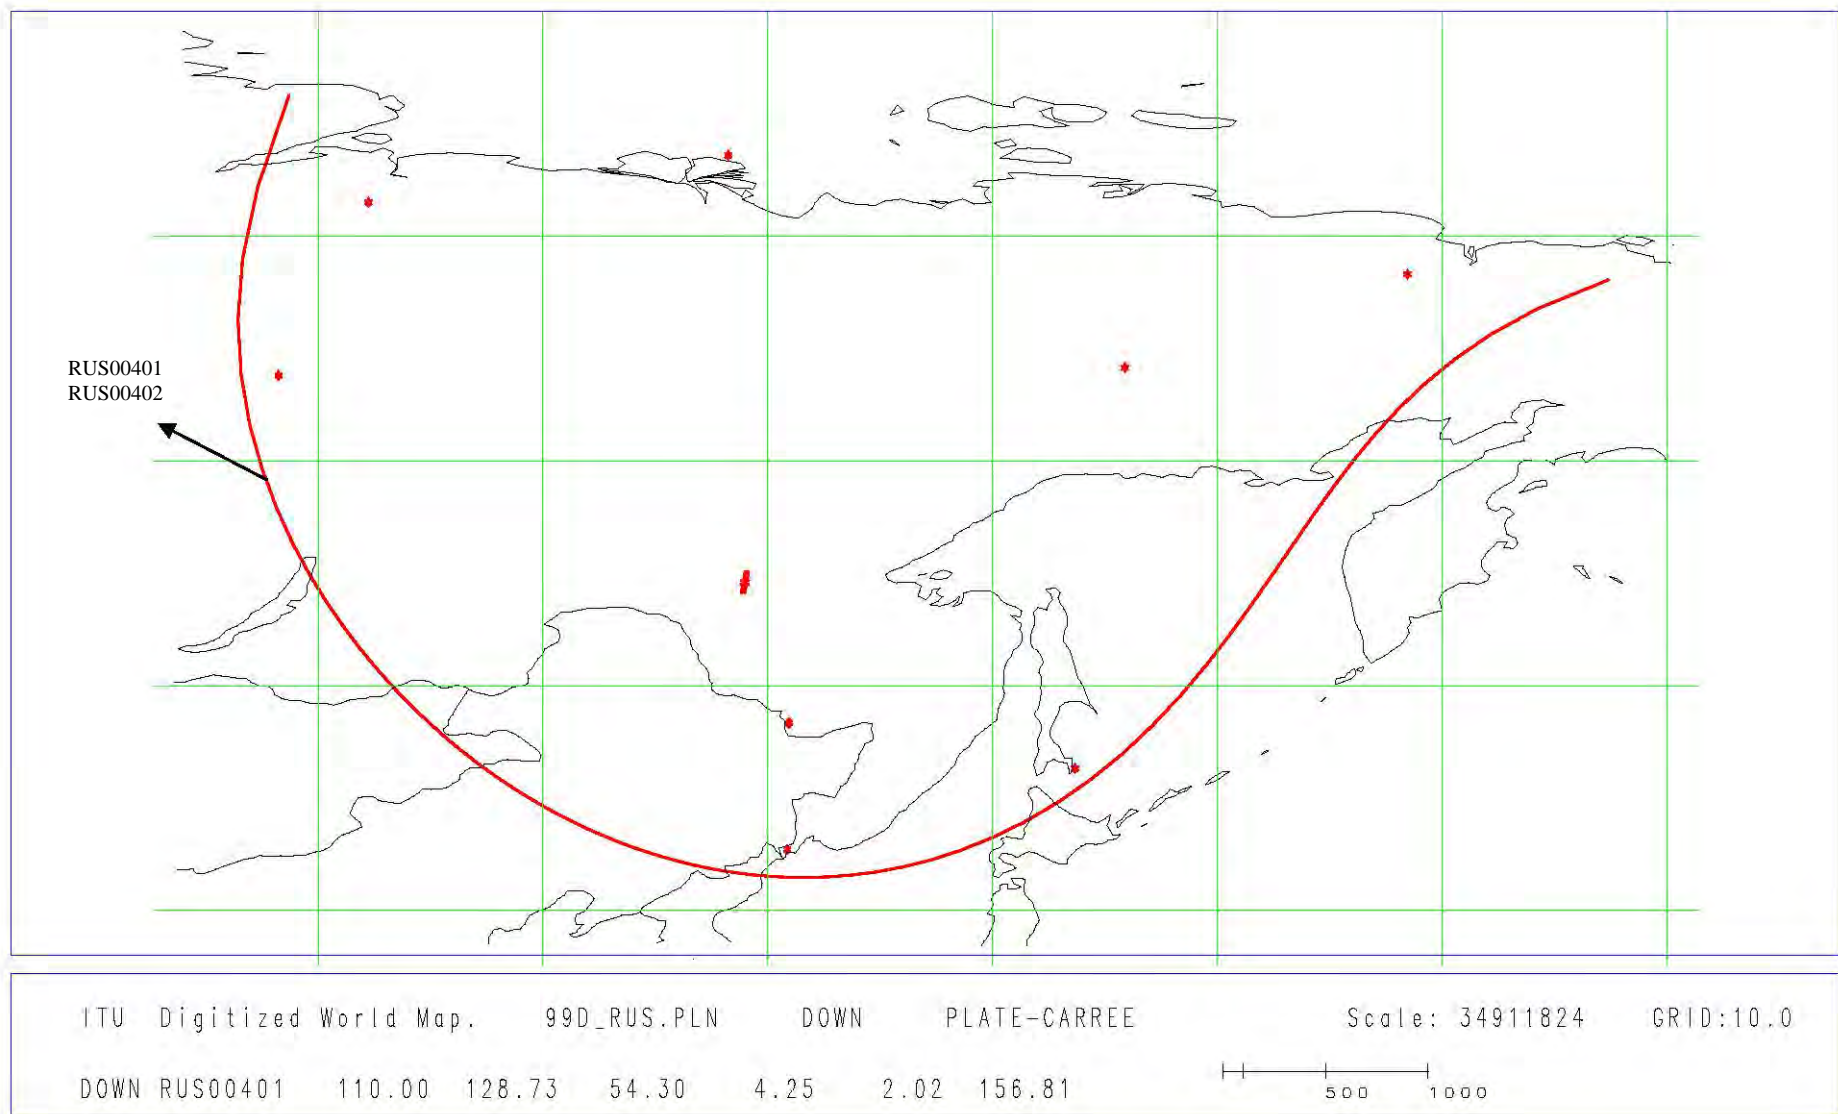 RUS00401
RUS00402
ITU Digitized World Map. 99D_RUS.PLN DOWN PLATE-CARREE Scale: 34911824 GRID:10.0
DOWN RUS00401 110.00 128.73 54.30 4.25 2.02 156.81
500 1000